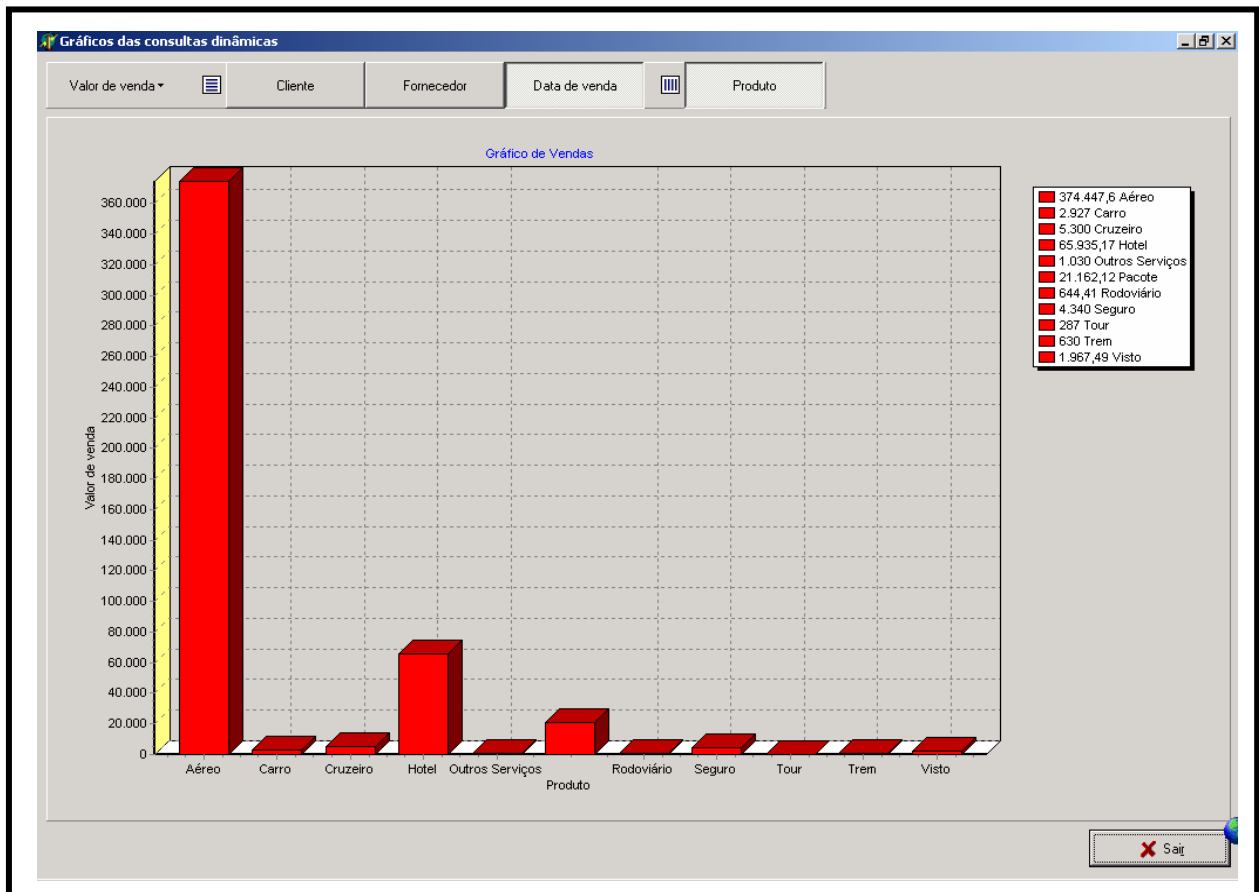 Gráficos das consultas dinâmicas
Valor de venda
Cliente
Fornecedor
Data de venda
Produto
Gráfico de Vendas
360.000
340.000
320.000
300.000
280.000
260.000
240.000
220.000
200.000
180.000
160.000
140.000
120.000
100.000
80.000
60.000
40.000
20.000
0
Valor de venda
Aéreo Carro Cruzeiro Hotel Outros Serviços Rodoviário Seguro Tour Trem Visto
Produto
374.447,6 Aéreo
2.927 Carro
5.300 Cruzeiro
65.935,17 Hotel
1.030 Outros Serviços
21.162,12 Pacote
644,41 Rodoviário
4.340 Seguro
287 Tour
630 Trem
1.967,49 Visto
Sair